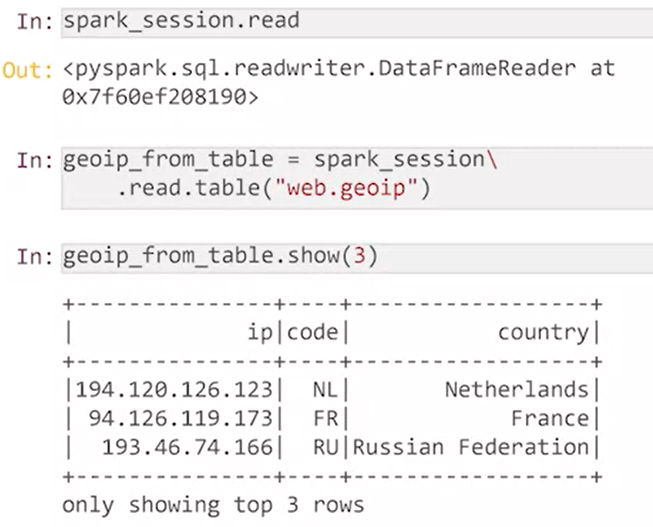 In: spark_session.read
Out: <pyspark.sql.readwriter.DataFrameReader at
0x7f60ef208190>
In: geoip_from_table = spark_session\
    .read.table("web.geoip")
In: geoip_from_table.show(3)
+---------------+----+------------------+
|             ip|code|           country|
+---------------+----+------------------+
|194.120.126.123|  NL|       Netherlands|
| 94.126.119.173|  FR|            France|
|  193.46.74.166|  RU|Russian Federation|
+---------------+----+------------------+
only showing top 3 rows